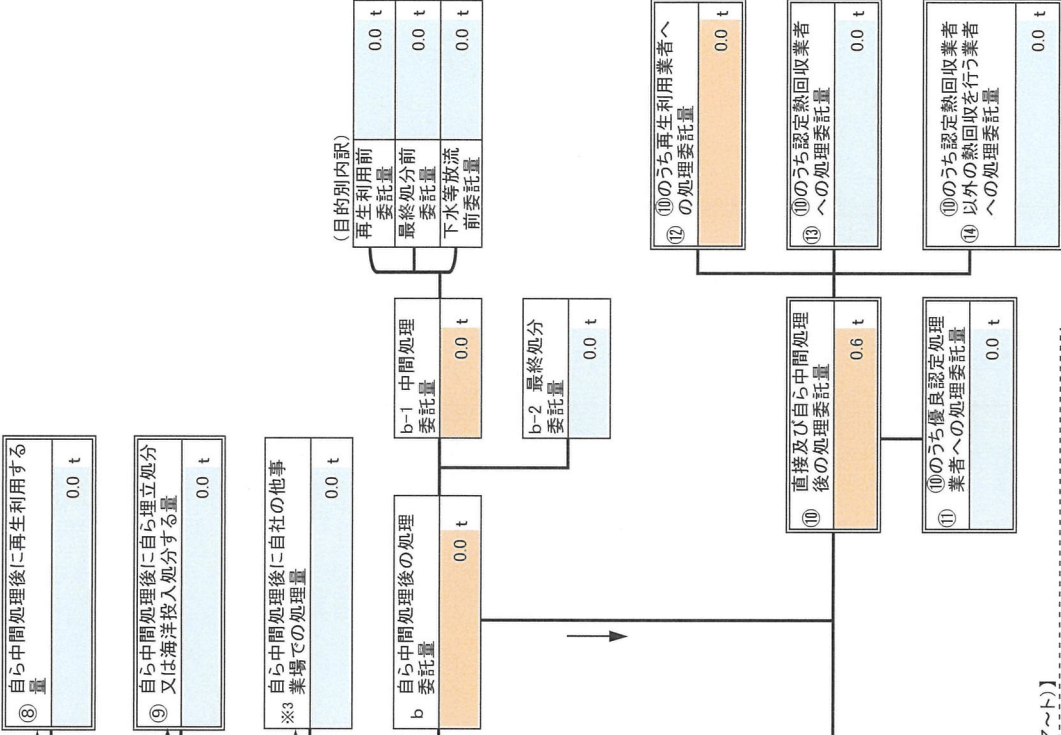 ⑧ 自ら中間処理後に再生利用する
量
0.0 t
⑨ 自ら中間処理後に自ら埋立処分
又は海洋投入処分する量
0.0 t
※3 自ら中間処理後に自社の他事
業場での処理量
0.0 t
b 自ら中間処理後の処理
委託量
0.0 t
b-1 中間処理
委託量
0.0 t
(目的別内訳)
再生利用前
委託量
0.0 t
最終処分前
委託量
0.0 t
下水等放流
前委託量
0.0 t
b-2 最終処分
委託量
0.0 t
⑩ 直接及び自ら中間処理
後の処理委託量
0.6 t
⑪ ⑩のうち優良認定処理
業者への処理委託量
0.0 t
⑫ ⑩のうち再生利用業者へ
の処理委託量
0.0 t
⑬ ⑩のうち認定熱回収業者
への処理委託量
0.0 t
⑭ ⑩のうち認定熱回収業者
以外の熱回収を行う業者
への処理委託量
0.0 t
ア～ト)】